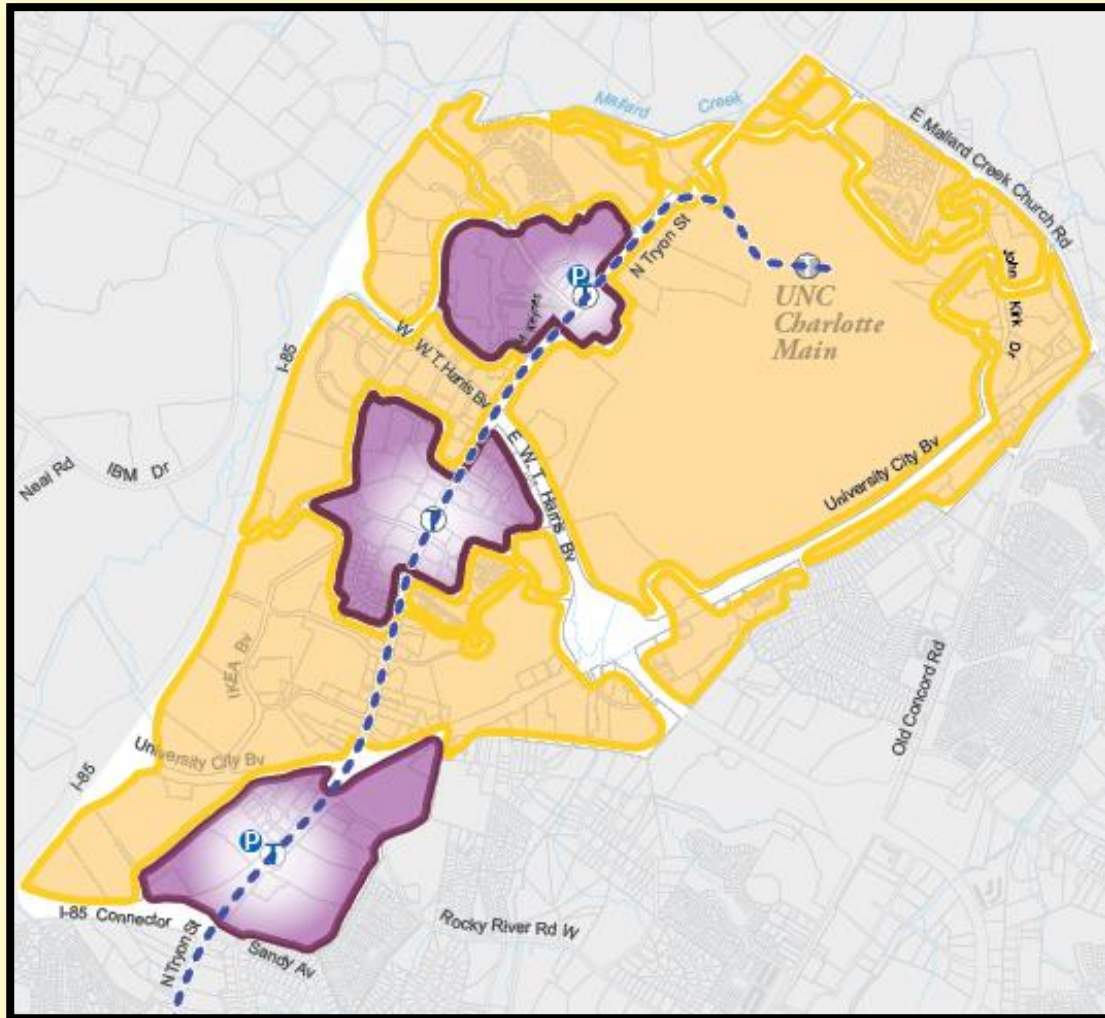 Mallard Creek
E Mallard Creek Church Rd
P
T
N Tryon St
T
UNC
Charlotte
Main
John Kirk Dr
I-85
W W.T. Harris Bv
E W.T. Harris Bv
University City Bv
Neal Rd
IBM Dr
T
IKEA Bv
Old Concord Rd
University City Bv
I-85
P
T
I-85 Connector
N Tryon St
Sandy Av
Rocky River Rd W